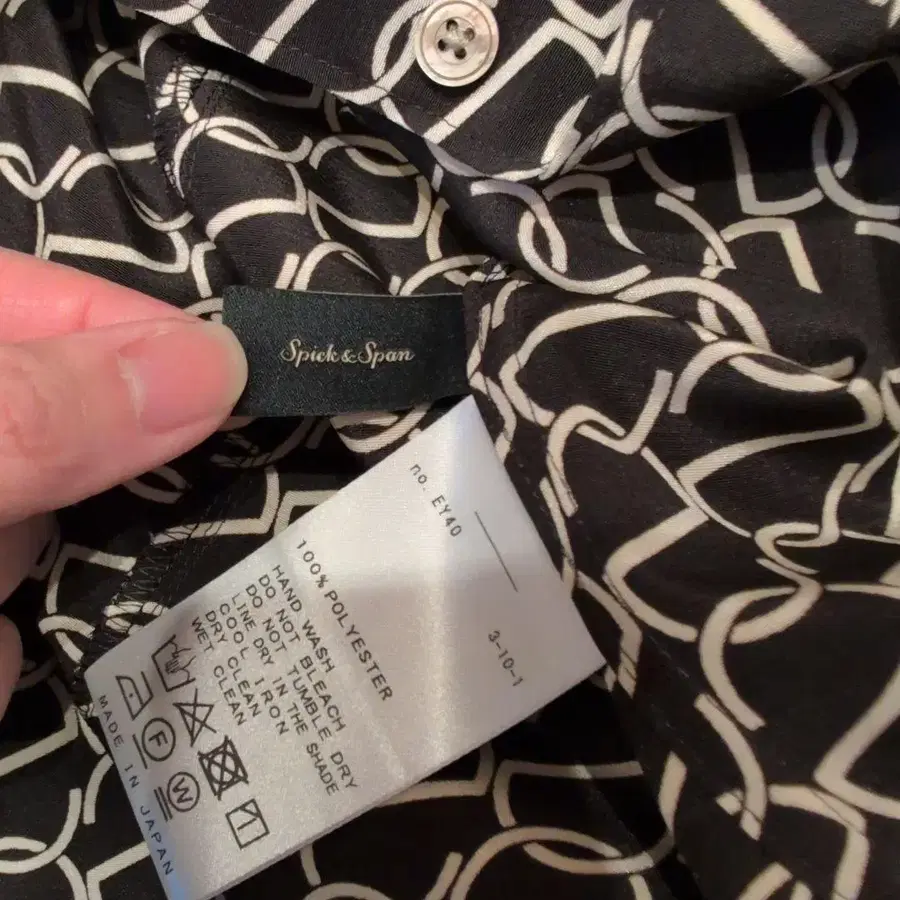 Spick & Span
no. EY40
3-10-1
100% POLYESTER
HAND WASH
DO NOT BLEACH
DO NOT TUMBLE DRY
LINE DRY IN THE SHADE
COOL IRON
DRY CLEAN
WET CLEAN
F
W
MADE IN JAPAN